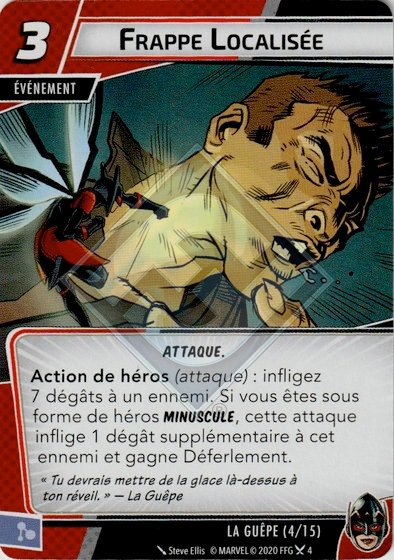 3
FRAPPE LOCALISÉE
ÉVÉNEMENT
ATTAQUE.
Action de héros (attaque) : infligez
7 dégâts à un ennemi. Si vous êtes sous
forme de héros MINUSCULE, cette attaque
inflige 1 dégât supplémentaire à cet
ennemi et gagne Déferlement.
« Tu devrais mettre de la glace là-dessus à
ton réveil. » — La Guêpe
LA GUÊPE (4/15)
Steve Ellis © MARVEL © 2020 FFG 4